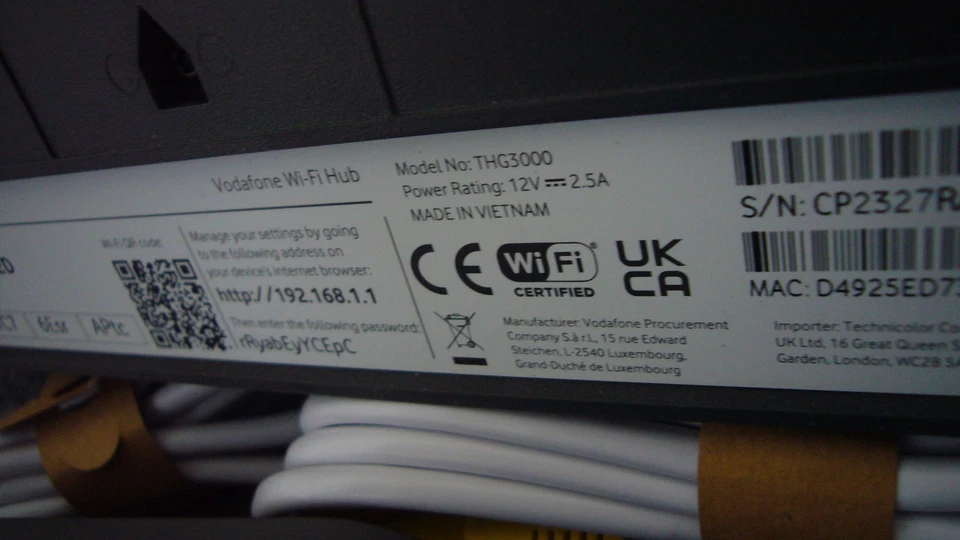 Vodafone Wi-Fi Hub
Wi-Fi QR code:
Manage your settings by going
to the following address on
your device's internet browser:
http://192.168.1.1
Then enter the following password:
rRyabEyYCEpC
Model No: THG3000
Power Rating: 12V 2.5A
MADE IN VIETNAM
CE
Wi Fi®
CERTIFIED
UK
CA
Manufacturer: Vodafone Procurement
Company S.à r.l., 15 rue Edward
Steichen, L-2540 Luxembourg,
Grand-Duché de Luxembourg
S/N: CP2327R
MAC: D4925ED7
Importer: Technicolor
UK Ltd, 16 Great Queen
Garden, London, WC2B